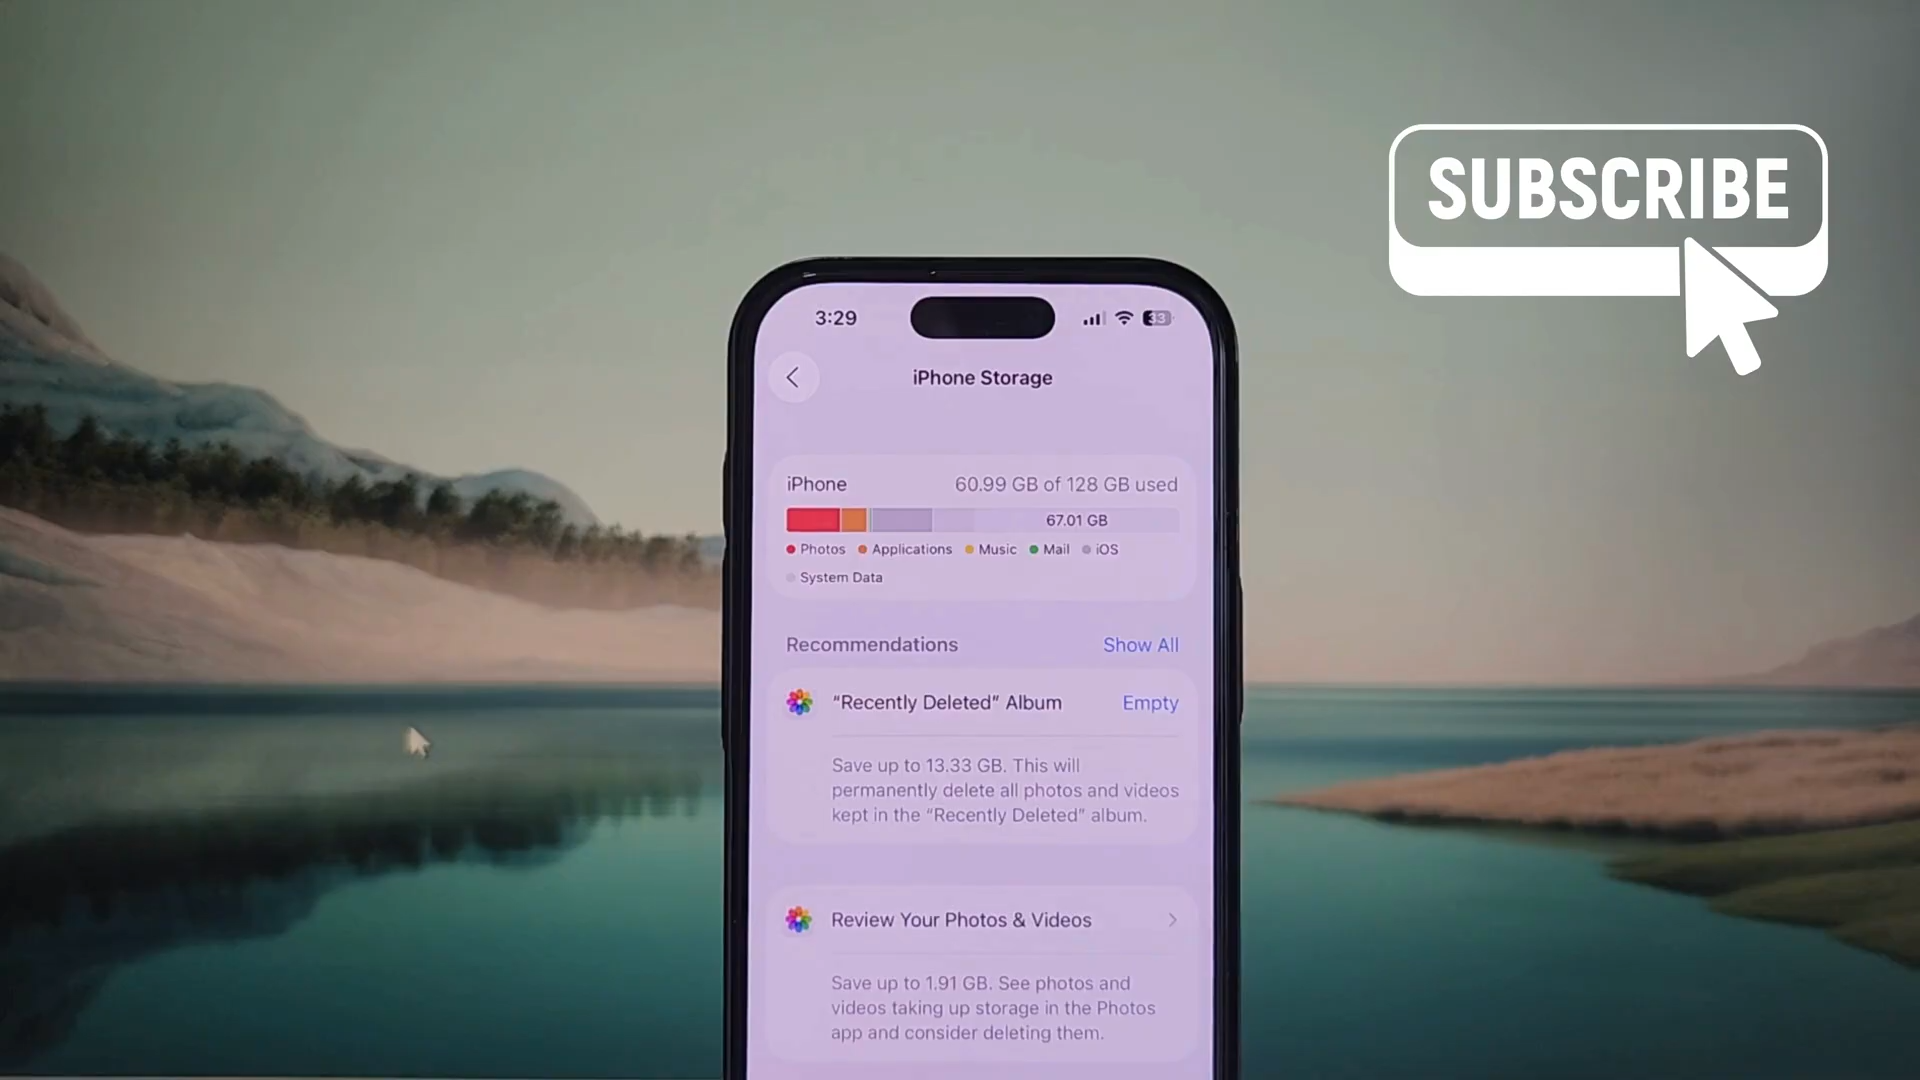 SUBSCRIBE
3:29
33
iPhone Storage
iPhone
60.99 GB of 128 GB used
67.01 GB
Photos Applications Music Mail iOS
System Data
Recommendations
Show All
“Recently Deleted” Album
Empty
Save up to 13.33 GB. This will
permanently delete all photos and videos
kept in the “Recently Deleted” album.
Review Your Photos & Videos
Save up to 1.91 GB. See photos and
videos taking up storage in the Photos
app and consider deleting them.